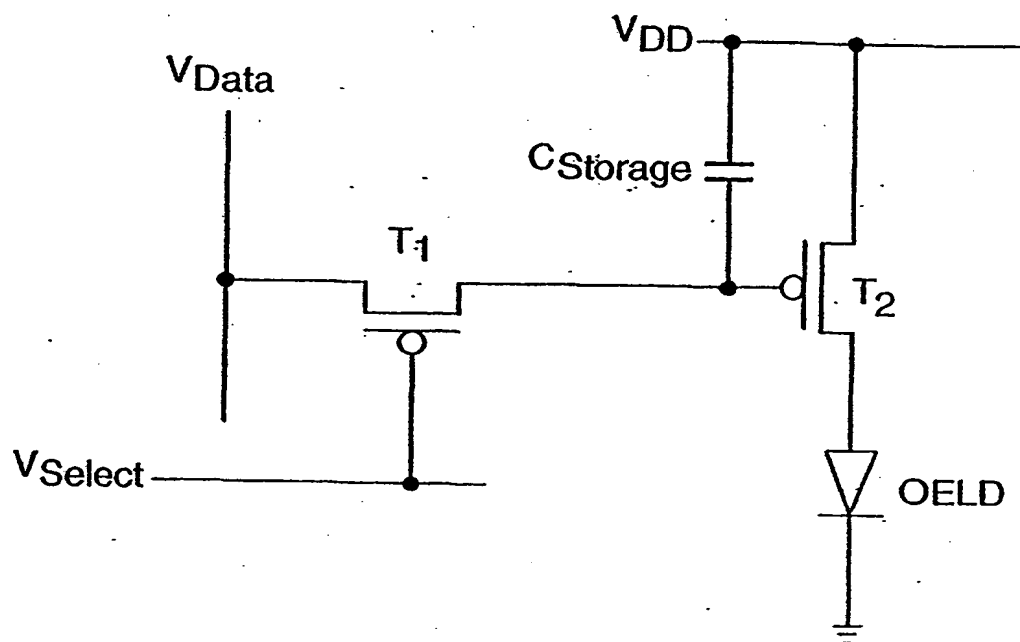 VDD
VData
CStorage
T1
T2
VSelect
OELD